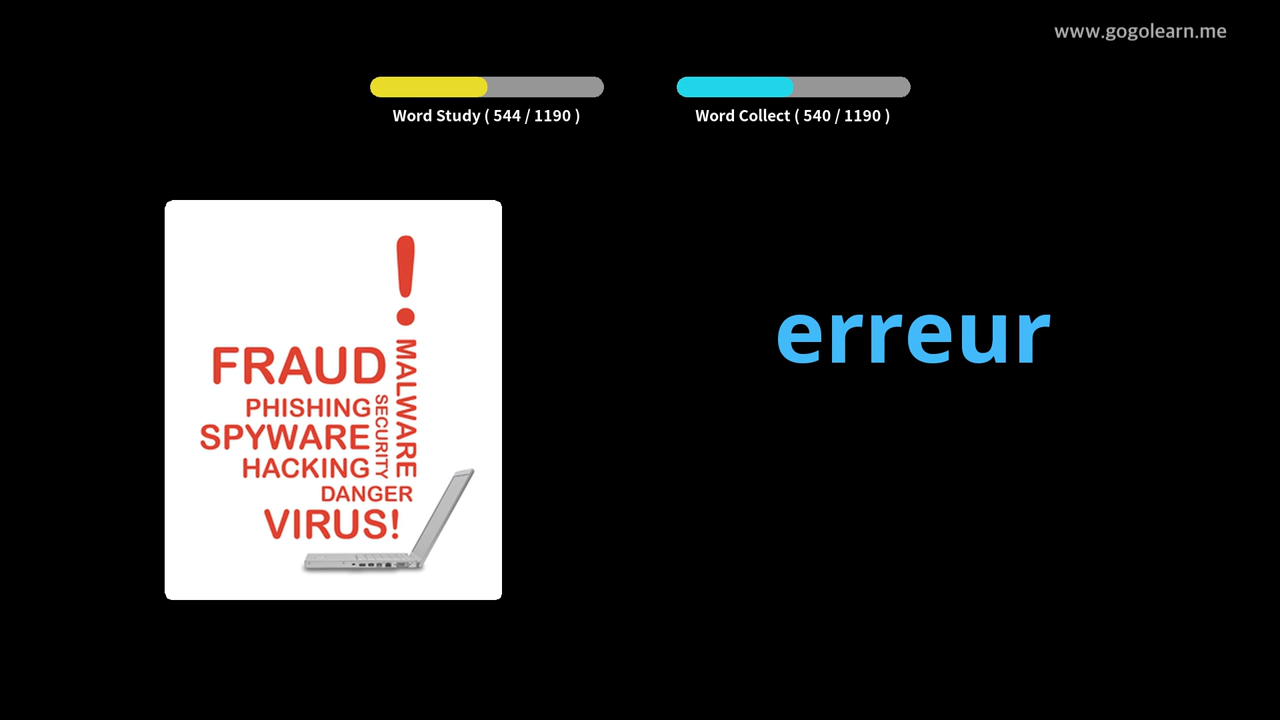 www.gogolearn.me
Word Study ( 544 / 1190 )
Word Collect ( 540 / 1190 )
!
FRAUD
MALWARE
PHISHING
SECURITY
SPYWARE
HACKING
DANGER
VIRUS!
erreur